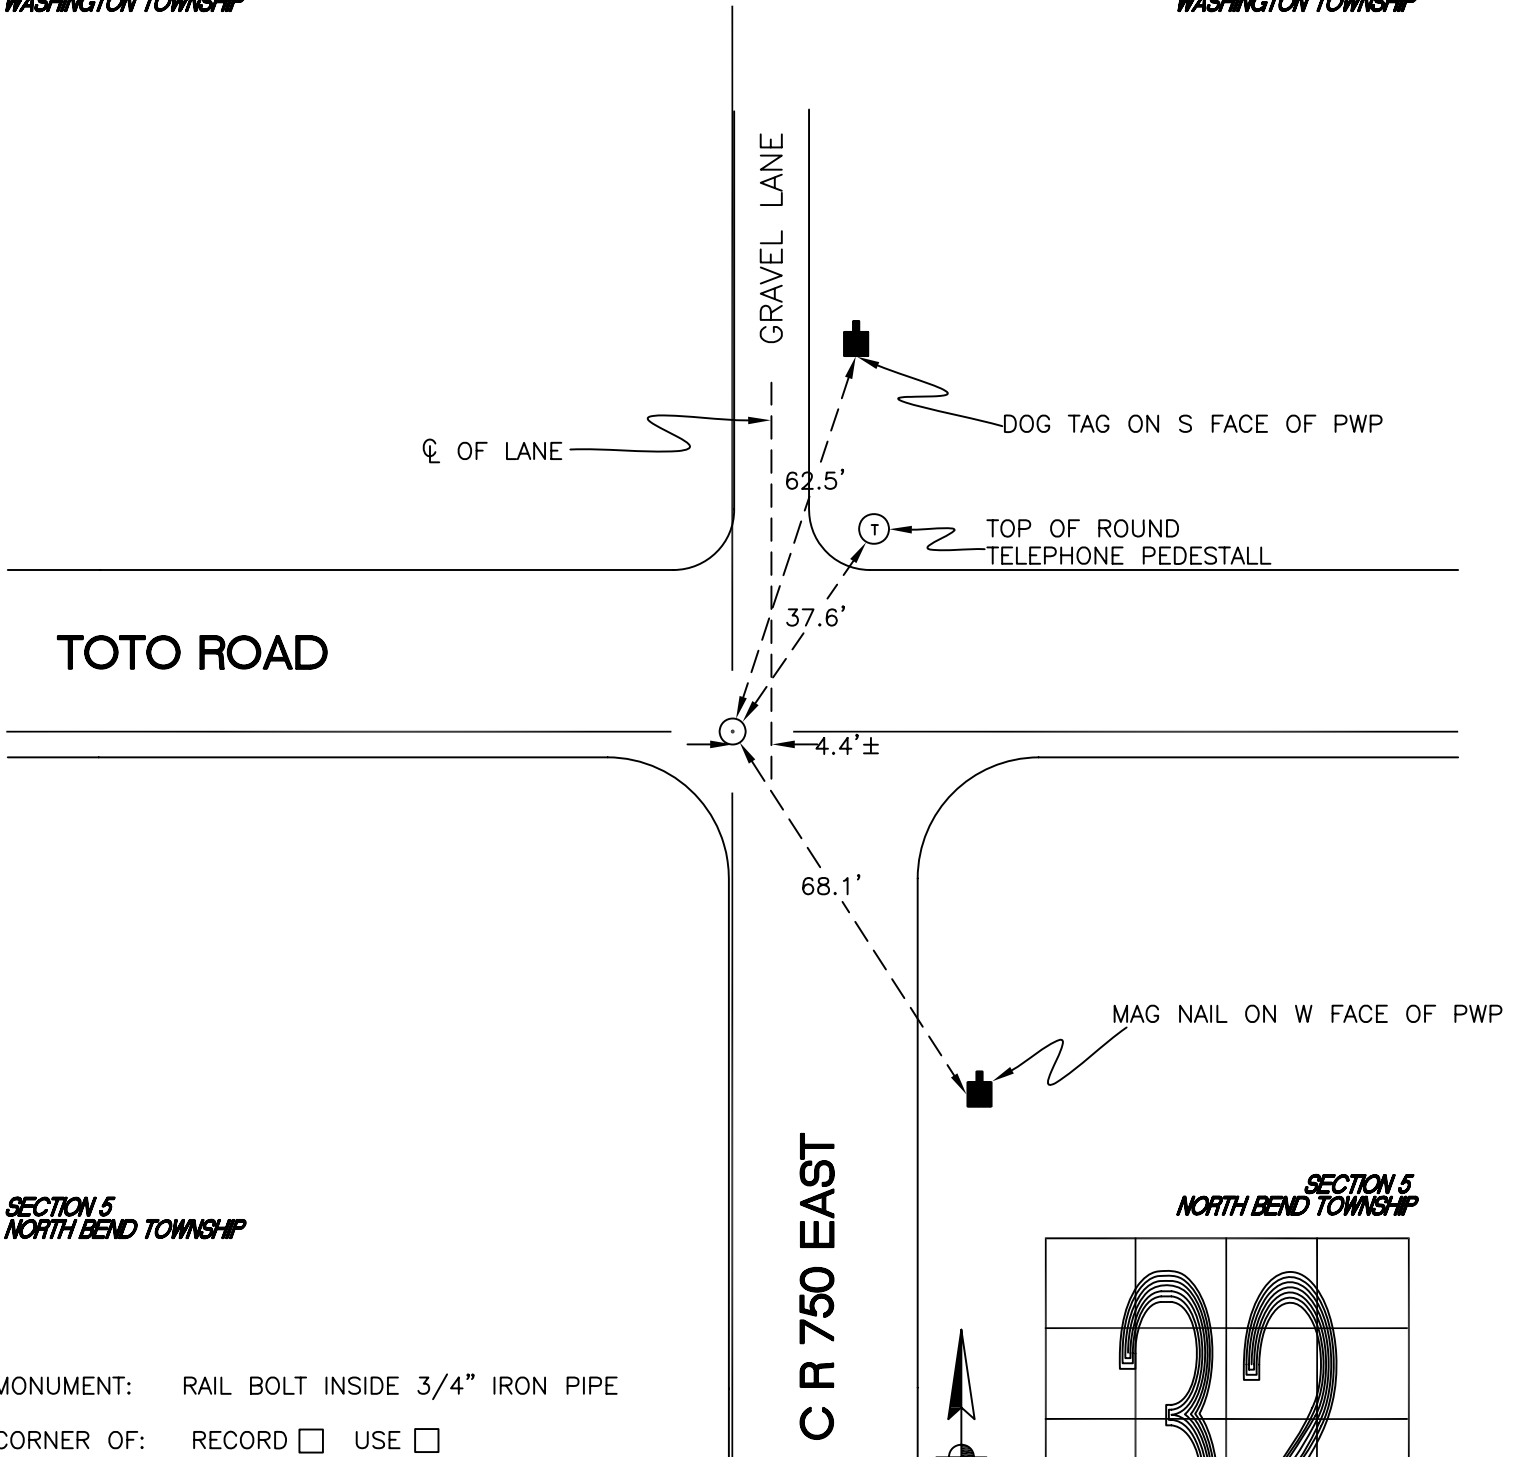 WASHINGTON TOWNSHIP
WASHINGTON TOWNSHIP
GRAVEL LANE
DOG TAG ON S FACE OF PWP
℄ OF LANE
62.5'
TOP OF ROUND
TELEPHONE PEDESTALL
T
37.6'
TOTO ROAD
4.4'±
68.1'
MAG NAIL ON W FACE OF PWP
C R 750 EAST
SECTION 5
NORTH BEND TOWNSHIP
SECTION 5
NORTH BEND TOWNSHIP
32
MONUMENT: RAIL BOLT INSIDE 3/4" IRON PIPE
CORNER OF: RECORD □ USE □